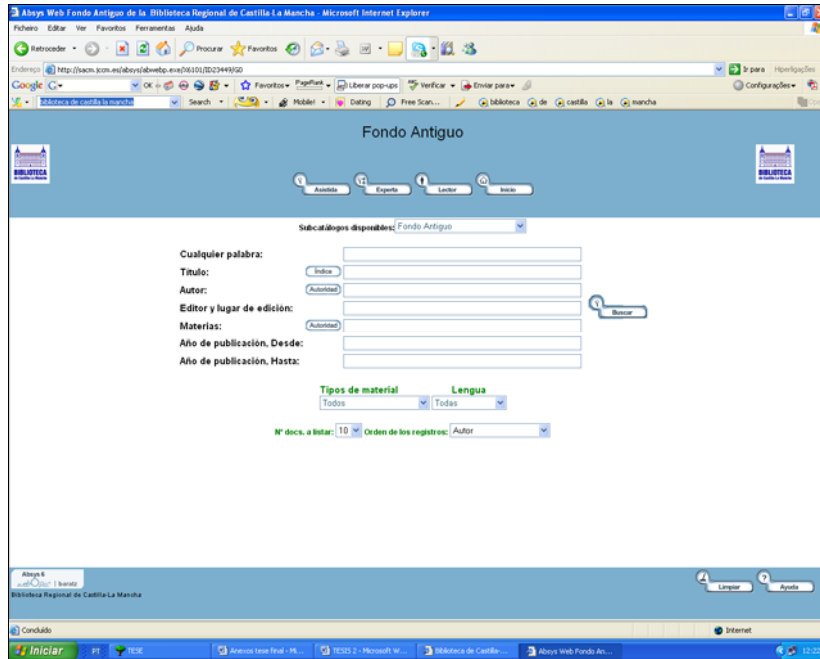 Absys Web Fondo Antiguo de la Biblioteca Regional de Castilla-La Mancha - Microsoft Internet Explorer
Ficheiro Editar Ver Favoritos Ferramentas Ajuda
Retroceder Procurar Favoritos
Endereço http://sacm.jccm.es/absys/abwebp.exe/X6101/ID23449/G0 Ir para Hiperligações
Google G OK Favoritos PageRank Liberar pop-ups Verificar Enviar para Configurações
biblioteca de castilla la mancha Search Mobile! Dating Free Scan... biblioteca de castilla la mancha
Fondo Antiguo
BIBLIOTECA BIBLIOTECA
Asistida Experta Lector Inicio
Subcatálogos disponibles: Fondo Antiguo
Cualquier palabra:
Título: Indice
Autor: Autoridad
Editor y lugar de edición:
Buscar
Materias: Autoridad
Año de publicación, Desde:
Año de publicación, Hasta:
Tipos de material Lengua
Todos Todas
Nº docs. a listar: 10 Orden de los registros: Autor
Absys 6
Limpiar Ayuda
Biblioteca Regional de Castilla-La Mancha
Concluído Internet
Iniciar PT TESE Anexos tese final - Mi... TESIS 2 - Microsoft W... Biblioteca de Castilla-... Absys Web Fondo An... 12:22